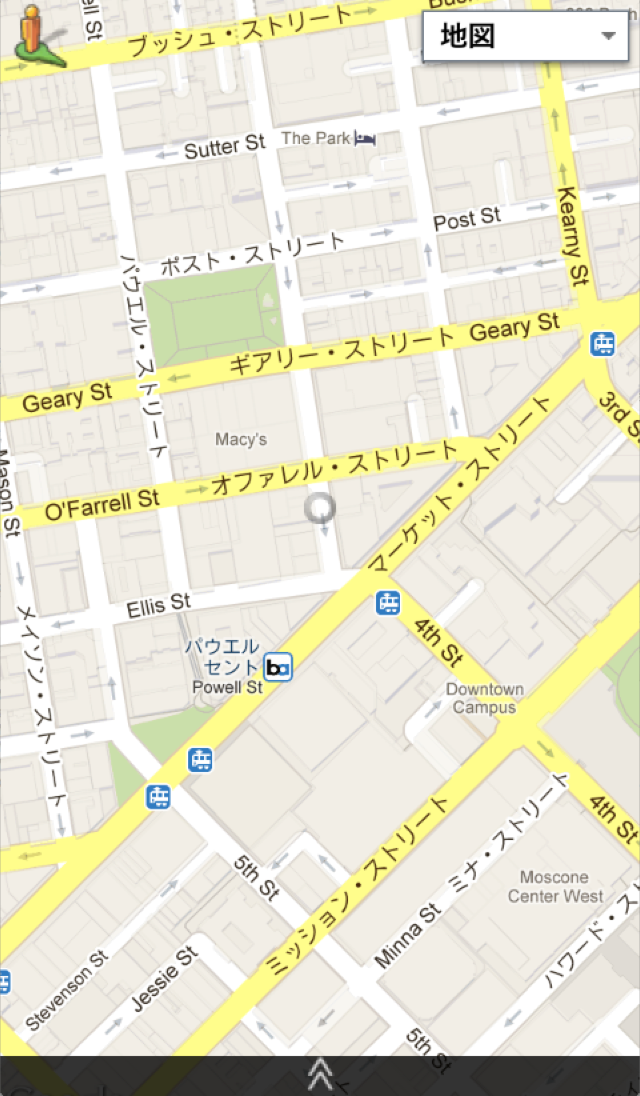 ell St
ブッシュ・ストリート
地図
Sutter St
The Park
Kearny St
Post St
ポスト・ストリート
パウエル・ストリート
Geary St
ギアリー・ストリート
Geary St
3rd S
Macy's
Mason St
オファレル・ストリート
O'Farrell St
マーケット・ストリート
Ellis St
メイソン・ストリート
4th St
パウエル
セント
ba
Powell St
Downtown
Campus
4th St
ミッション・ストリート
ミナ・ストリート
Minna St
5th St
Moscone
Center West
ハワード・ス
Stevenson St
Jessie St
5th St